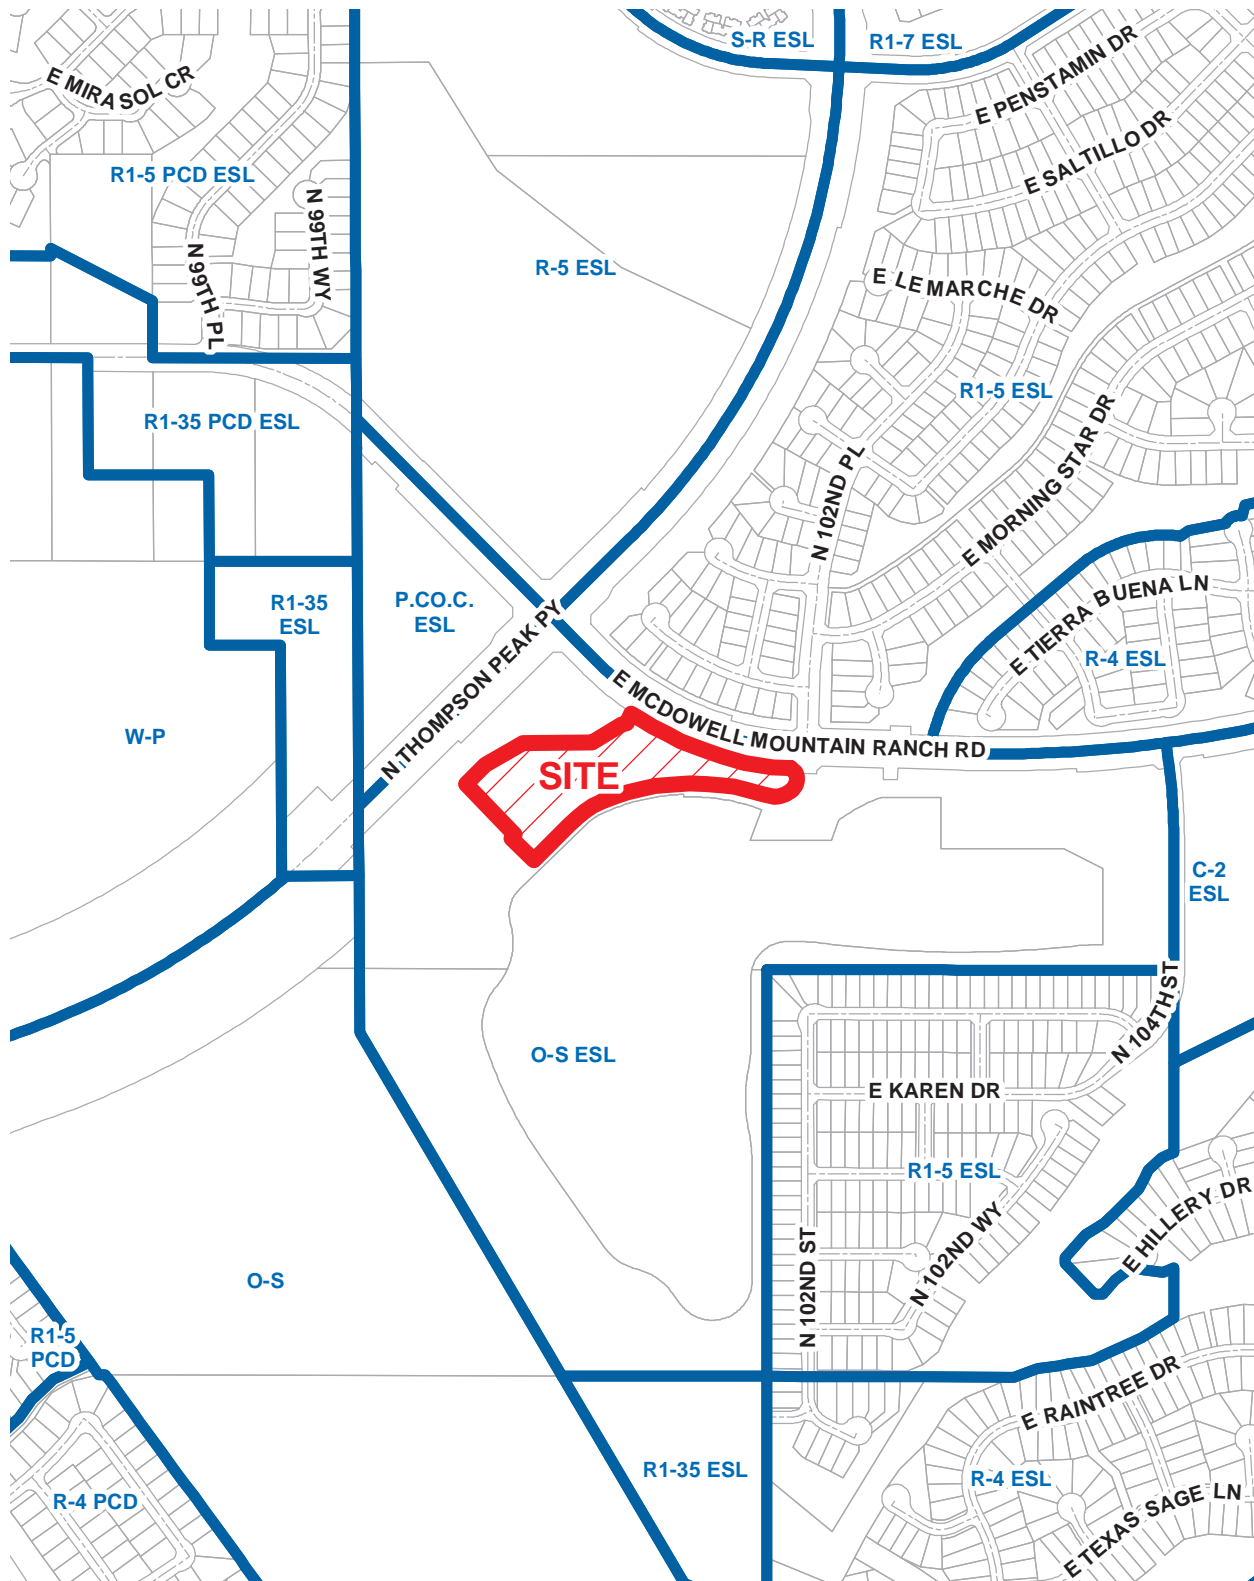 S-R ESL
R1-7 ESL
E PENSTAMIN DR
E MIRASOL CR
E SALTILLO DR
R1-5 PCD ESL
N 99TH WY
N 99TH PL
R-5 ESL
E LE MARCHE DR
R1-5 ESL
R1-35 PCD ESL
N 102ND PL
E MORNING STAR DR
R1-35
ESL
P.CO.C.
ESL
E TIERRA BUENA LN
R-4 ESL
N THOMPSON PEAK PY
E MCDOWELL MOUNTAIN RANCH RD
W-P
SITE
C-2
ESL
N 104TH ST
O-S ESL
E KAREN DR
R1-5 ESL
E HILLERY DR
N 102ND WY
N 102ND ST
O-S
R1-5
PCD
E RAINTREE DR
R1-35 ESL
R-4 ESL
R-4 PCD
E TEXAS SAGE LN